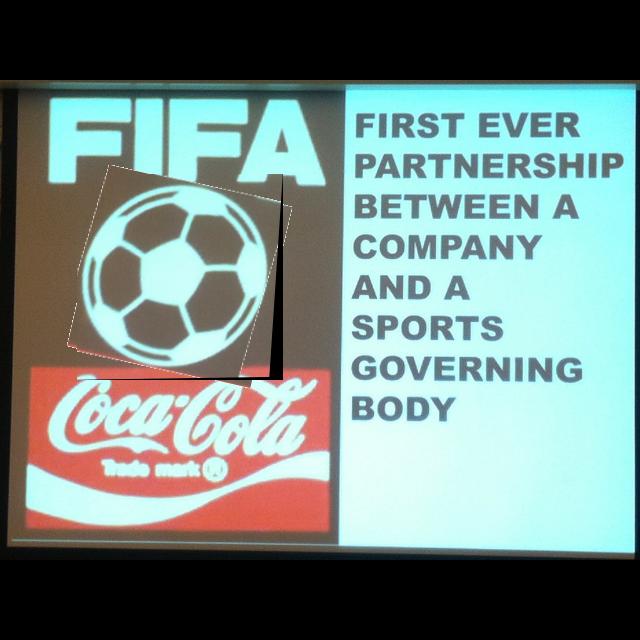 FIFA
Coca-Cola
Trade mark ®
FIRST EVER
PARTNERSHIP
BETWEEN A
COMPANY
AND A
SPORTS
GOVERNING
BODY